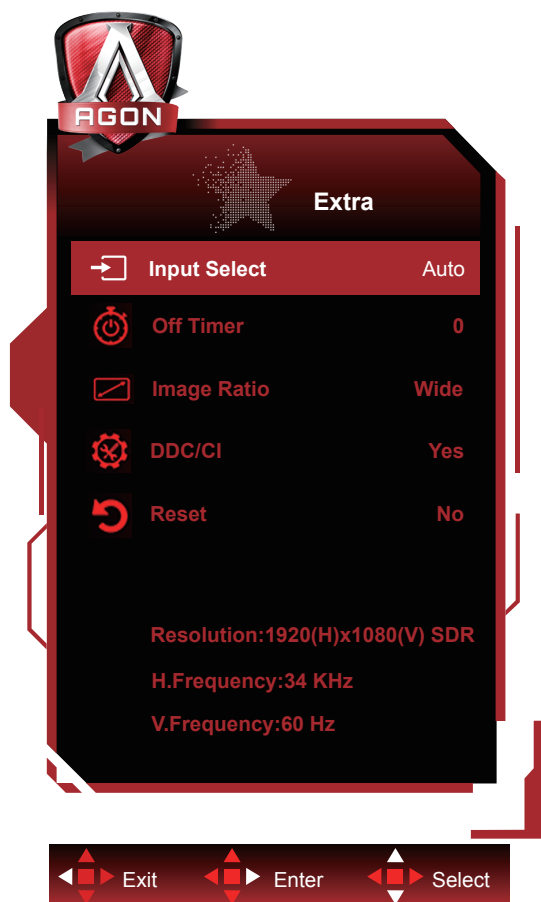 AGON
Extra
Input Select Auto
Off Timer 0
Image Ratio Wide
DDC/CI Yes
Reset No
Resolution:1920(H)x1080(V) SDR
H.Frequency:34 KHz
V.Frequency:60 Hz
Exit Enter Select